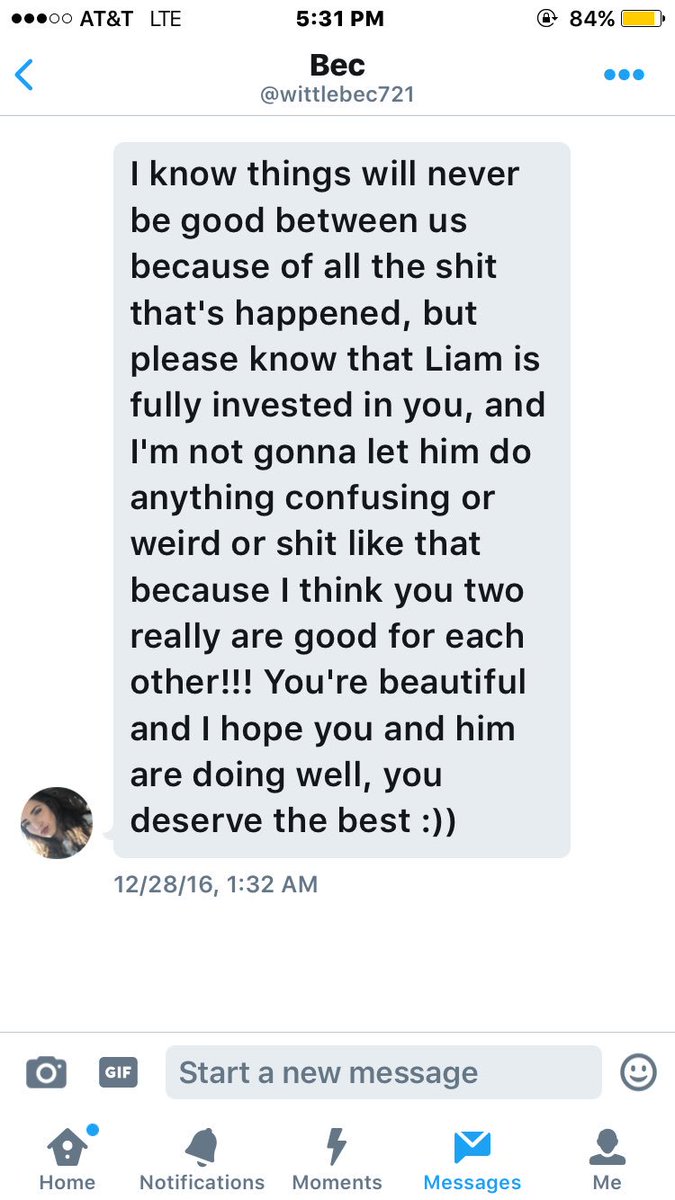 AT&T LTE 5:31 PM 84%
Bec
@wittlebec721
I know things will never
be good between us
because of all the shit
that's happened, but
please know that Liam is
fully invested in you, and
I'm not gonna let him do
anything confusing or
weird or shit like that
because I think you two
really are good for each
other!!! You're beautiful
and I hope you and him
are doing well, you
deserve the best :))
12/28/16, 1:32 AM
GIF Start a new message
Home Notifications Moments Messages Me